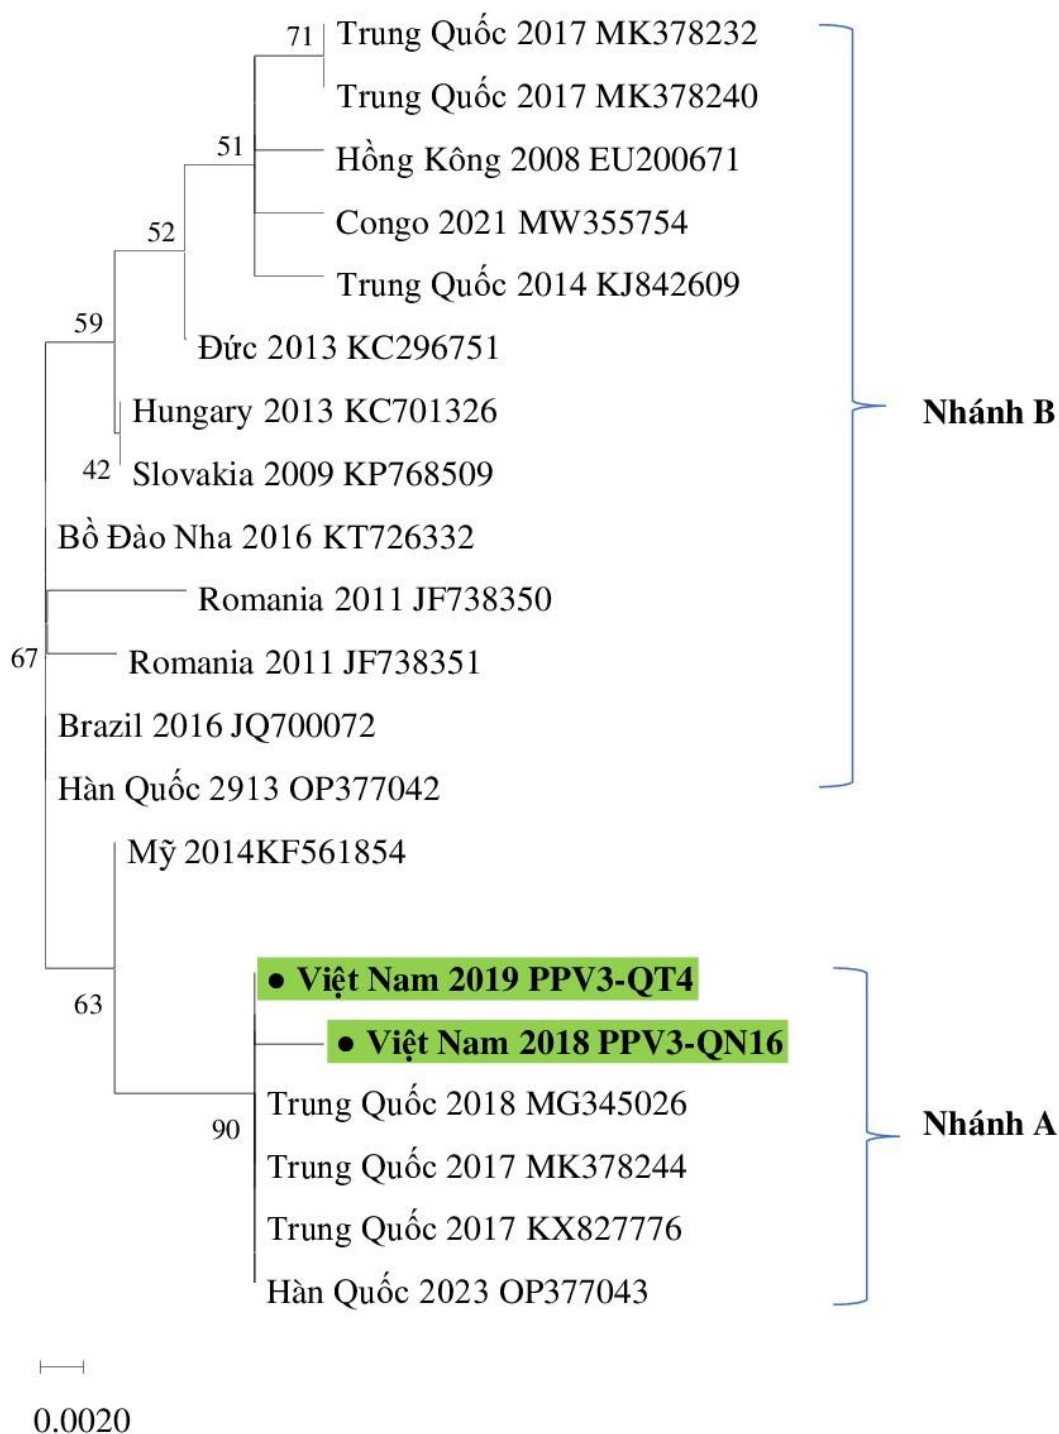 71
Trung Quốc 2017 MK378232
Trung Quốc 2017 MK378240
51
Hồng Kông 2008 EU200671
Congo 2021 MW355754
52
Trung Quốc 2014 KJ842609
59
Đức 2013 KC296751
Hungary 2013 KC701326
Nhánh B
42
Slovakia 2009 KP768509
Bồ Đào Nha 2016 KT726332
Romania 2011 JF738350
67
Romania 2011 JF738351
Brazil 2016 JQ700072
Hàn Quốc 2913 OP377042
Mỹ 2014KF561854
● Việt Nam 2019 PPV3-QT4
63
● Việt Nam 2018 PPV3-QN16
Trung Quốc 2018 MG345026
90
Nhánh A
Trung Quốc 2017 MK378244
Trung Quốc 2017 KX827776
Hàn Quốc 2023 OP377043
0.0020